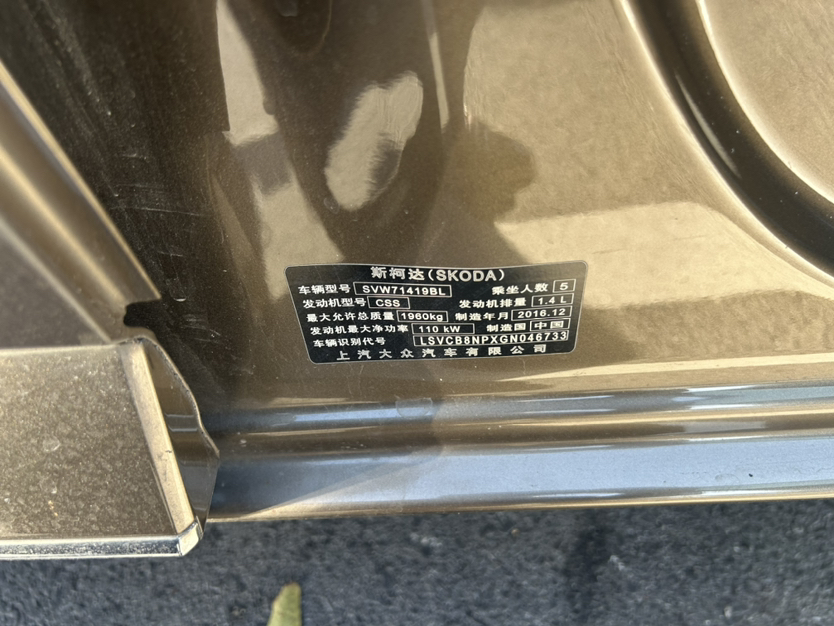 斯柯达(SKODA)
车辆型号 SVW71419BL 乘坐人数 5
发动机型号 CSS 发动机排量 1.4 L
最大允许总质量 1960kg 制造年月 2016.12
发动机最大净功率 110 kW 制造国 中国
车辆识别代号 LSVCB8NPXGN046733
上汽大众汽车有限公司